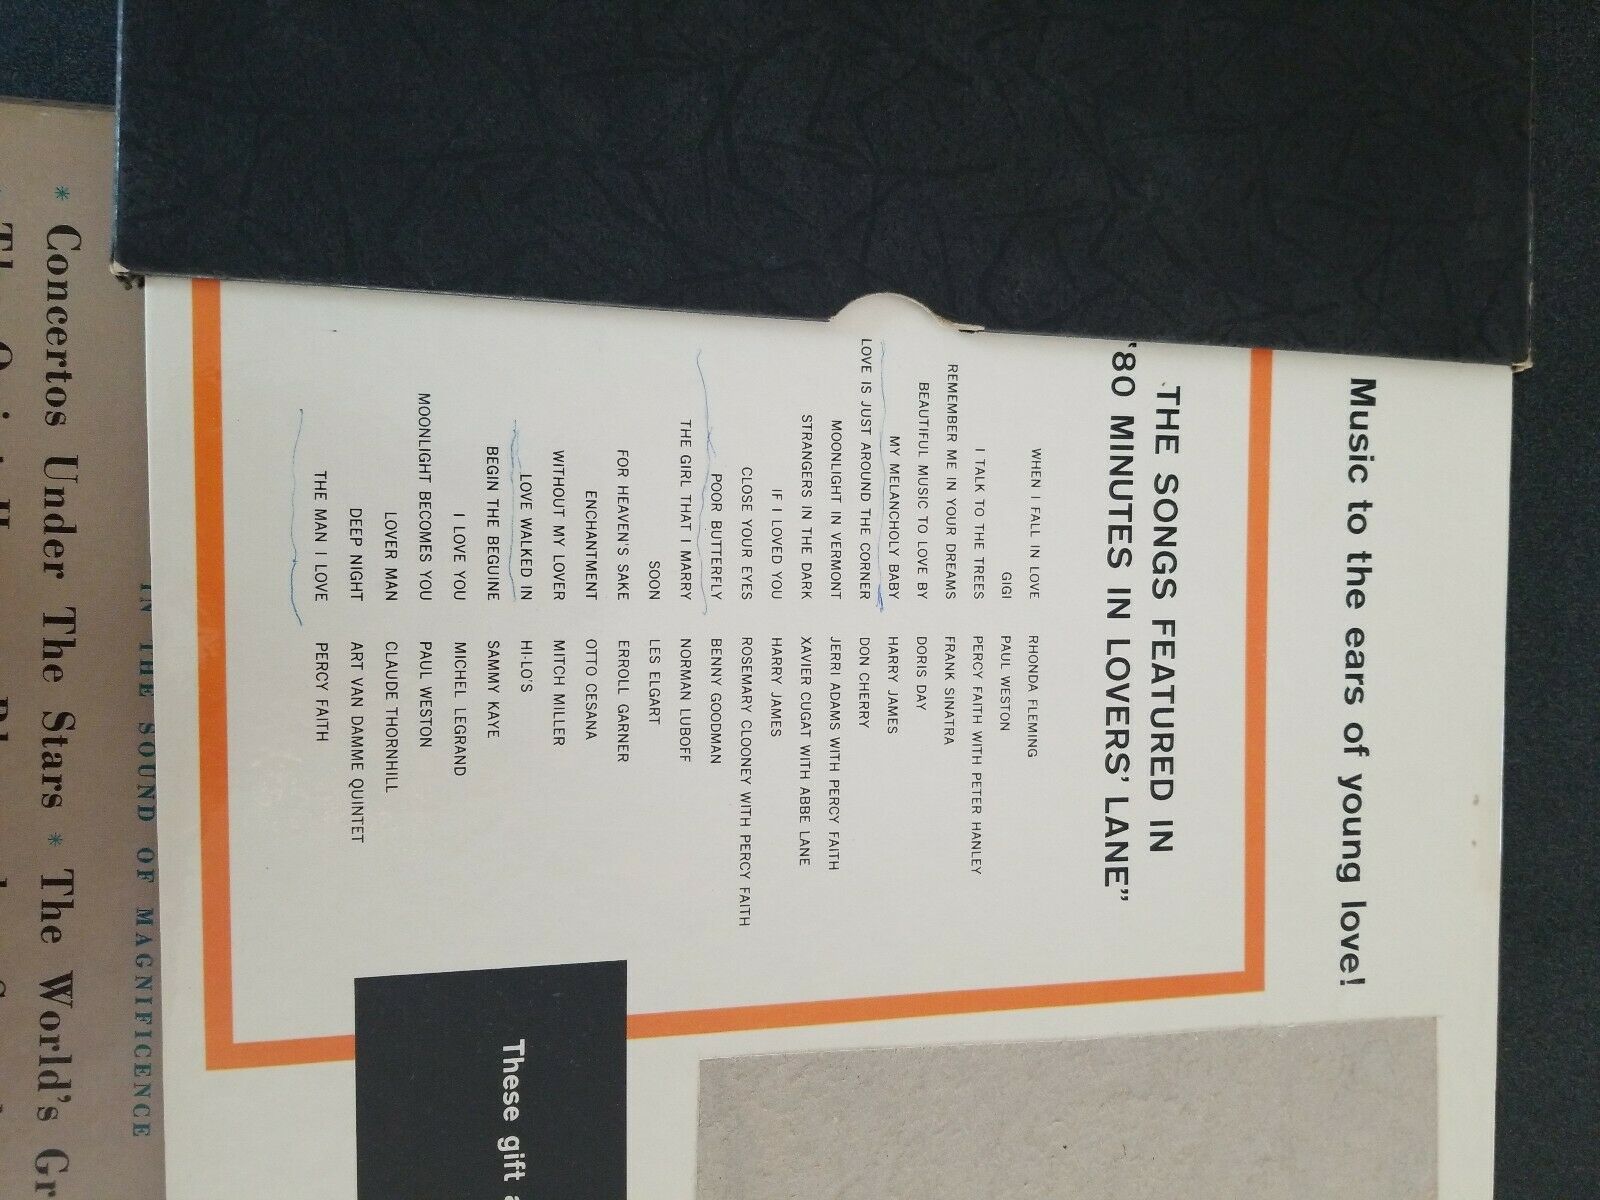 Music to the ears of young love!
THE SONGS FEATURED IN
"80 MINUTES IN LOVERS' LANE"
WHEN I FALL IN LOVE RHONDA FLEMING
GIGI PAUL WESTON
I TALK TO THE TREES PERCY FAITH WITH PETER HANLEY
REMEMBER ME IN YOUR DREAMS FRANK SINATRA
BEAUTIFUL MUSIC TO LOVE BY DORIS DAY
MY MELANCHOLY BABY HARRY JAMES
LOVE IS JUST AROUND THE CORNER DON CHERRY
MOONLIGHT IN VERMONT JERRI ADAMS WITH PERCY FAITH
STRANGERS IN THE DARK XAVIER CUGAT WITH ABBE LANE
IF I LOVED YOU HARRY JAMES
CLOSE YOUR EYES ROSEMARY CLOONEY WITH PERCY FAITH
POOR BUTTERFLY BENNY GOODMAN
THE GIRL THAT I MARRY NORMAN LUBOFF
SOON LES ELGART
FOR HEAVEN'S SAKE ERROLL GARNER
ENCHANTMENT OTTO CESANA
WITHOUT MY LOVER MITCH MILLER
LOVE WALKED IN HI-LO'S
BEGIN THE BEGUINE SAMMY KAYE
I LOVE YOU MICHEL LEGRAND
MOONLIGHT BECOMES YOU PAUL WESTON
LOVER MAN CLAUDE THORNHILL
DEEP NIGHT ART VAN DAMME QUINTET
THE MAN I LOVE PERCY FAITH
These gift
IN THE SOUND OF MAGNIFICENCE
* Concertos Under The Stars * The World's Gr